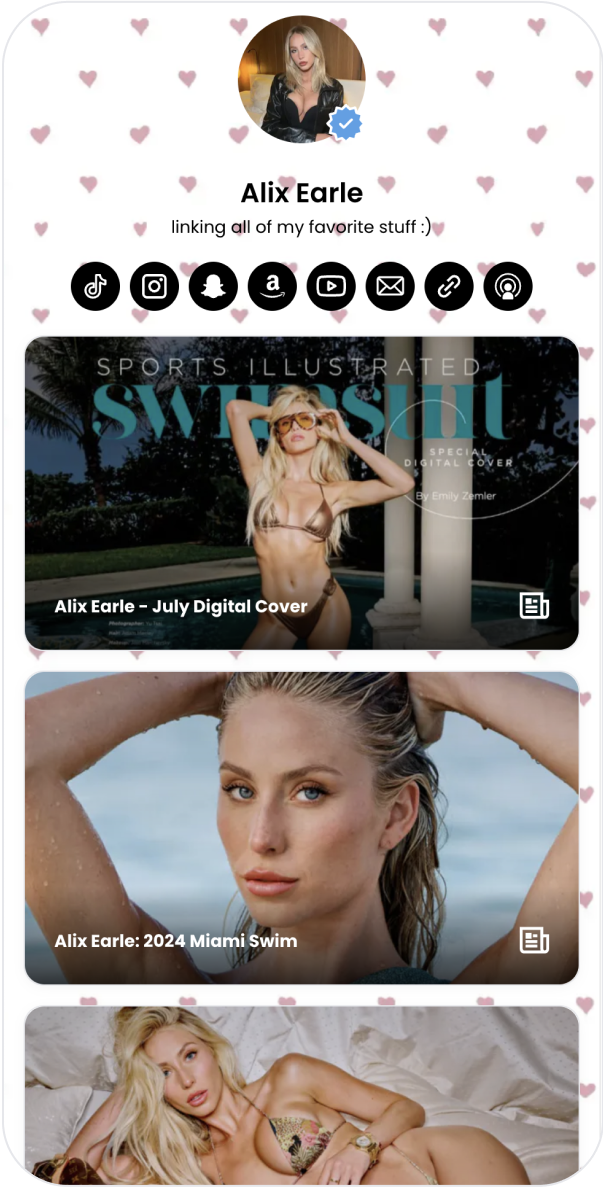 Alix Earle
linking all of my favorite stuff :)
SPORTS ILLUSTRATED
swimsuit
SPECIAL
DIGITAL COVER
By Emily Zemler
Alix Earle - July Digital Cover
Alix Earle: 2024 Miami Swim